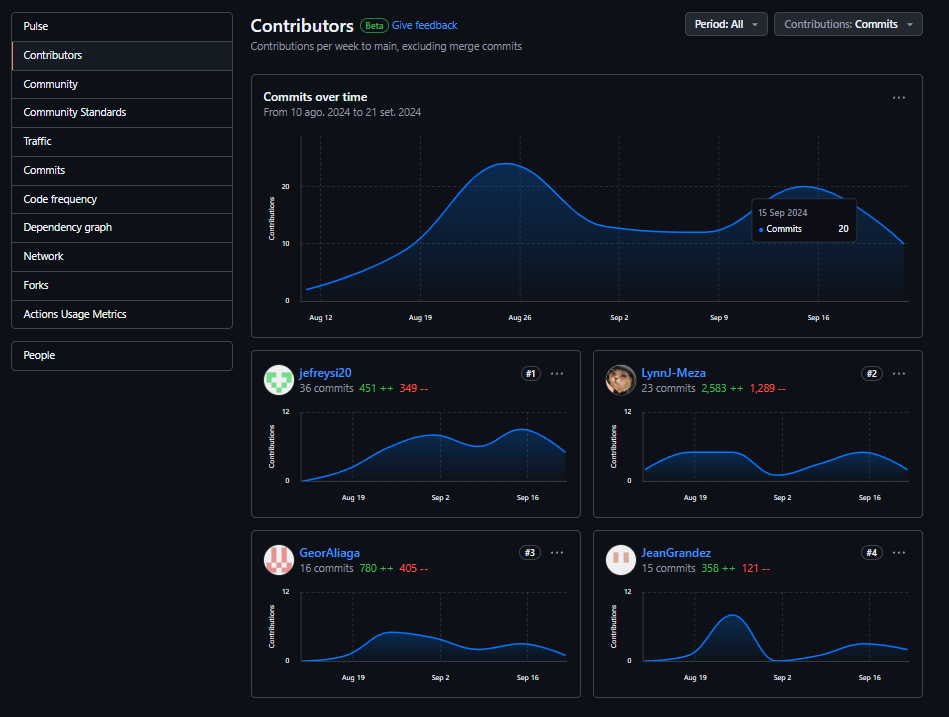 Pulse
Contributors
Community
Community Standards
Traffic
Commits
Code frequency
Dependency graph
Network
Forks
Actions Usage Metrics
People
Contributors Beta Give feedback
Period: All
Contributions: Commits
Contributions per week to main, excluding merge commits
Commits over time
From 10 ago. 2024 to 21 set. 2024
Contributions
20
10
0
15 Sep 2024
Commits 20
Aug 12 Aug 19 Aug 26 Sep 2 Sep 9 Sep 16
jefreysi20 #1
36 commits 451 ++ 349 --
Contributions
12
0
Aug 19 Sep 2 Sep 16
LynnJ-Meza #2
23 commits 2,583 ++ 1,289 --
Contributions
12
0
Aug 19 Sep 2 Sep 16
GeorAliaga #3
16 commits 780 ++ 405 --
Contributions
12
0
Aug 19 Sep 2 Sep 16
JeanGrandez #4
15 commits 358 ++ 121 --
Contributions
12
0
Aug 19 Sep 2 Sep 16